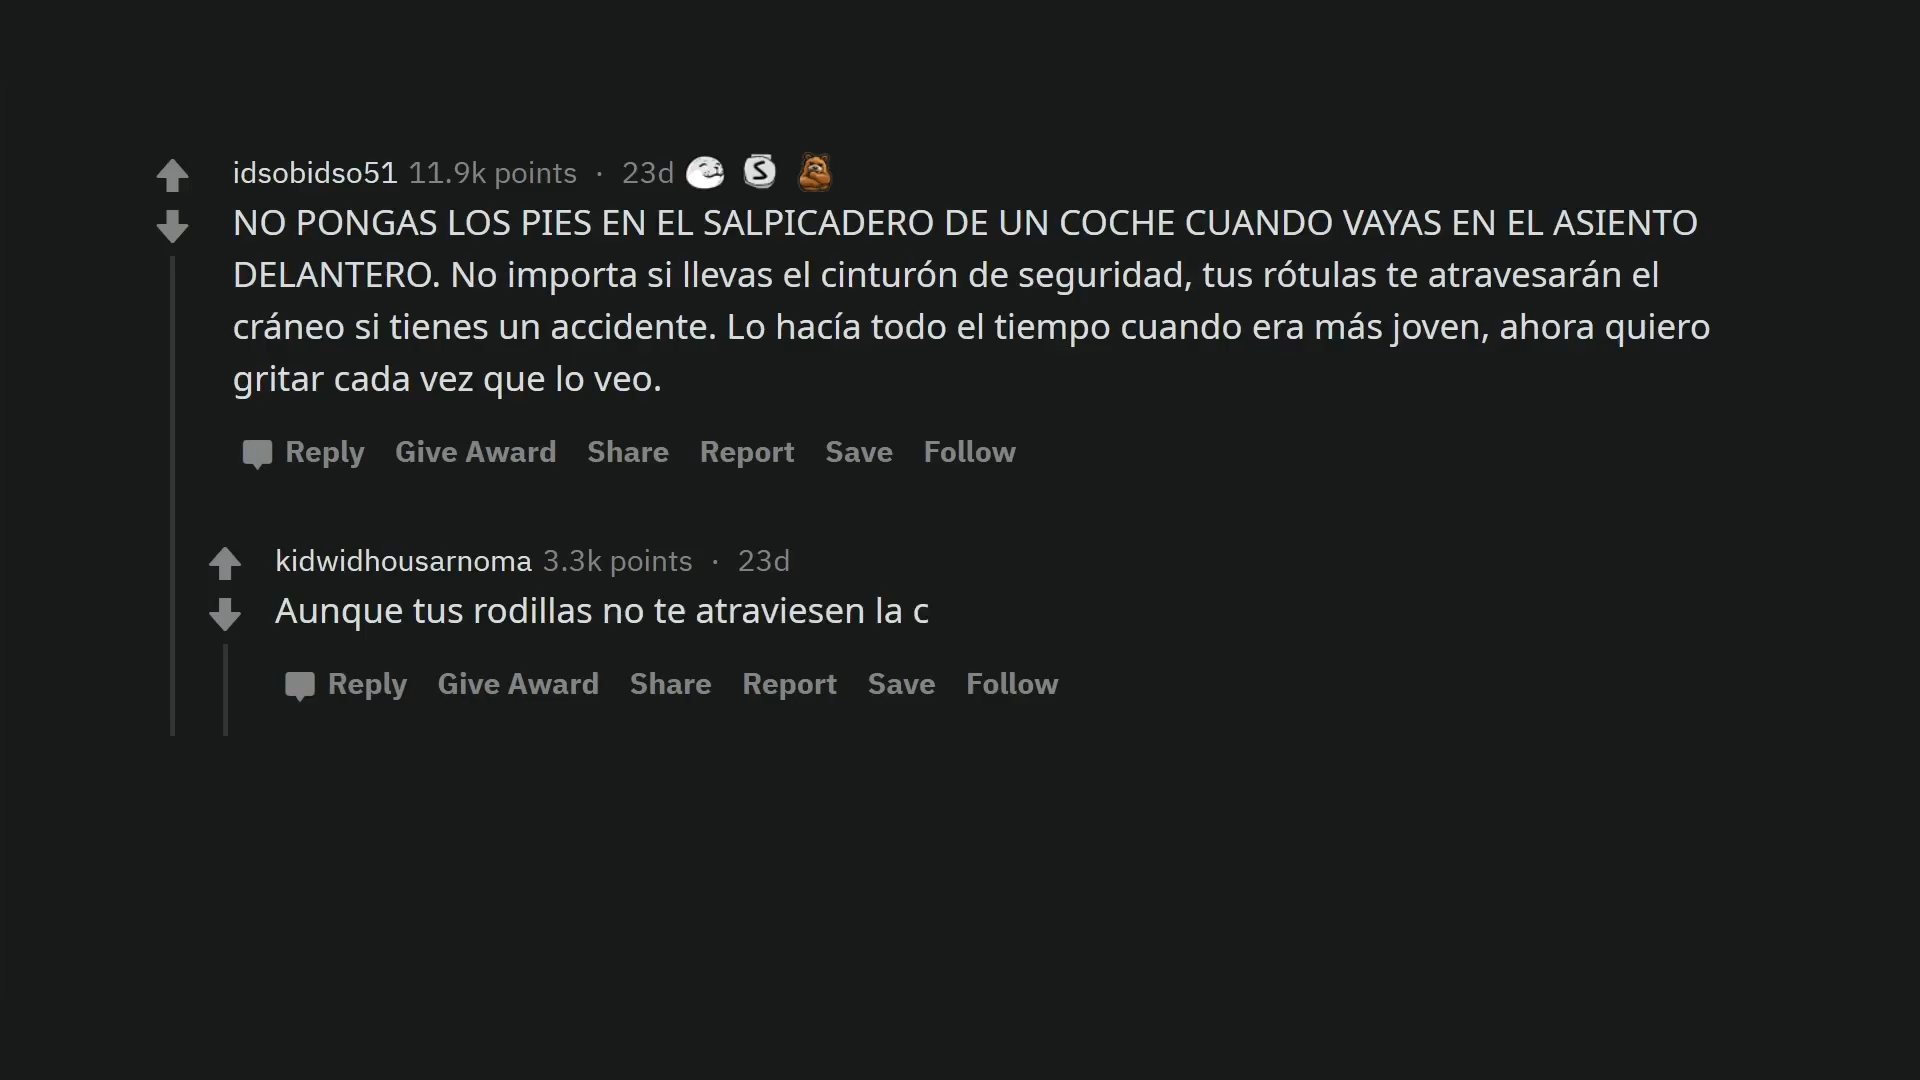 idsobidso51 11.9k points · 23d
NO PONGAS LOS PIES EN EL SALPICADERO DE UN COCHE CUANDO VAYAS EN EL ASIENTO
DELANTERO. No importa si llevas el cinturón de seguridad, tus rótulas te atravesarán el
cráneo si tienes un accidente. Lo hacía todo el tiempo cuando era más joven, ahora quiero
gritar cada vez que lo veo.
Reply Give Award Share Report Save Follow
kidwidhousarnoma 3.3k points · 23d
Aunque tus rodillas no te atraviesen la c
Reply Give Award Share Report Save Follow